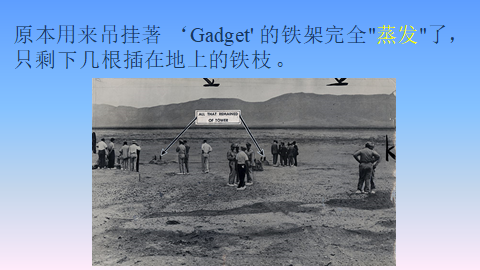 原本用来吊挂著 ‘Gadget' 的铁架完全"蒸发"了，
只剩下几根插在地上的铁枝。
ALL THAT REMAINED
OF TOWER